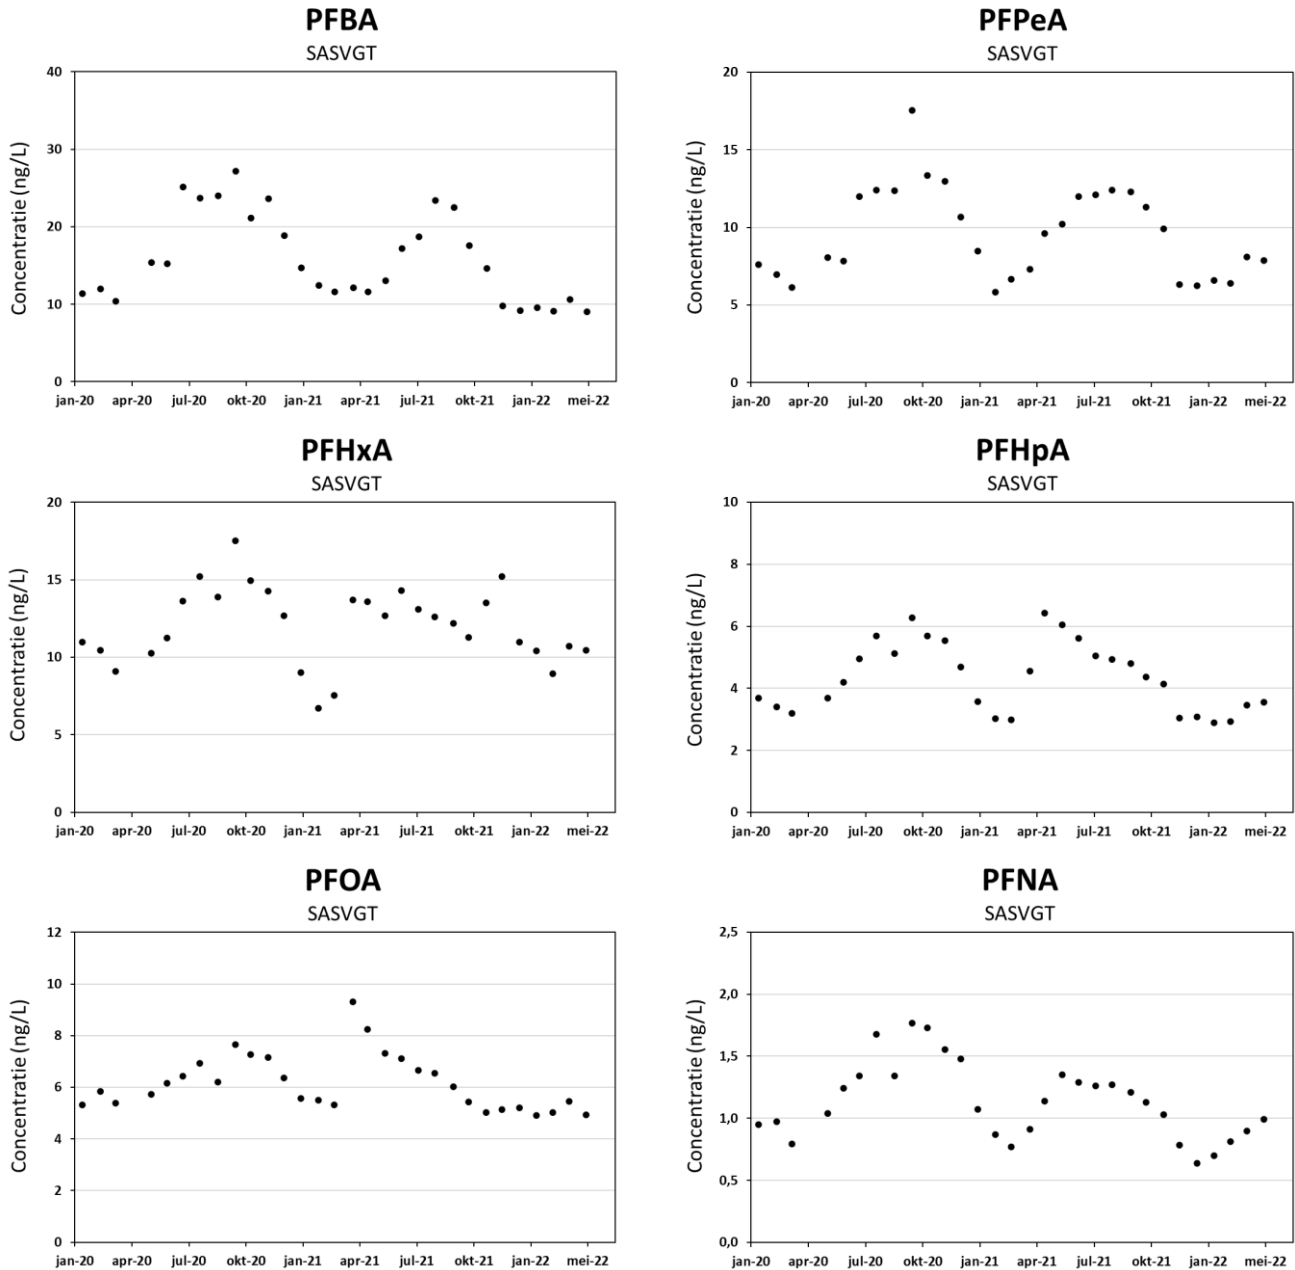 PFBA
SASVGT
Concentratie (ng/L)
40
30
20
10
0
jan-20 apr-20 jul-20 okt-20 jan-21 apr-21 jul-21 okt-21 jan-22 mei-22
PFPeA
SASVGT
Concentratie (ng/L)
20
15
10
5
0
jan-20 apr-20 jul-20 okt-20 jan-21 apr-21 jul-21 okt-21 jan-22 mei-22
PFHxA
SASVGT
Concentratie (ng/L)
20
15
10
5
0
jan-20 apr-20 jul-20 okt-20 jan-21 apr-21 jul-21 okt-21 jan-22 mei-22
PFHpA
SASVGT
Concentratie (ng/L)
10
8
6
4
2
0
jan-20 apr-20 jul-20 okt-20 jan-21 apr-21 jul-21 okt-21 jan-22 mei-22
PFOA
SASVGT
Concentratie (ng/L)
12
10
8
6
4
2
0
jan-20 apr-20 jul-20 okt-20 jan-21 apr-21 jul-21 okt-21 jan-22 mei-22
PFNA
SASVGT
Concentratie (ng/L)
2,5
2,0
1,5
1,0
0,5
0,0
jan-20 apr-20 jul-20 okt-20 jan-21 apr-21 jul-21 okt-21 jan-22 mei-22